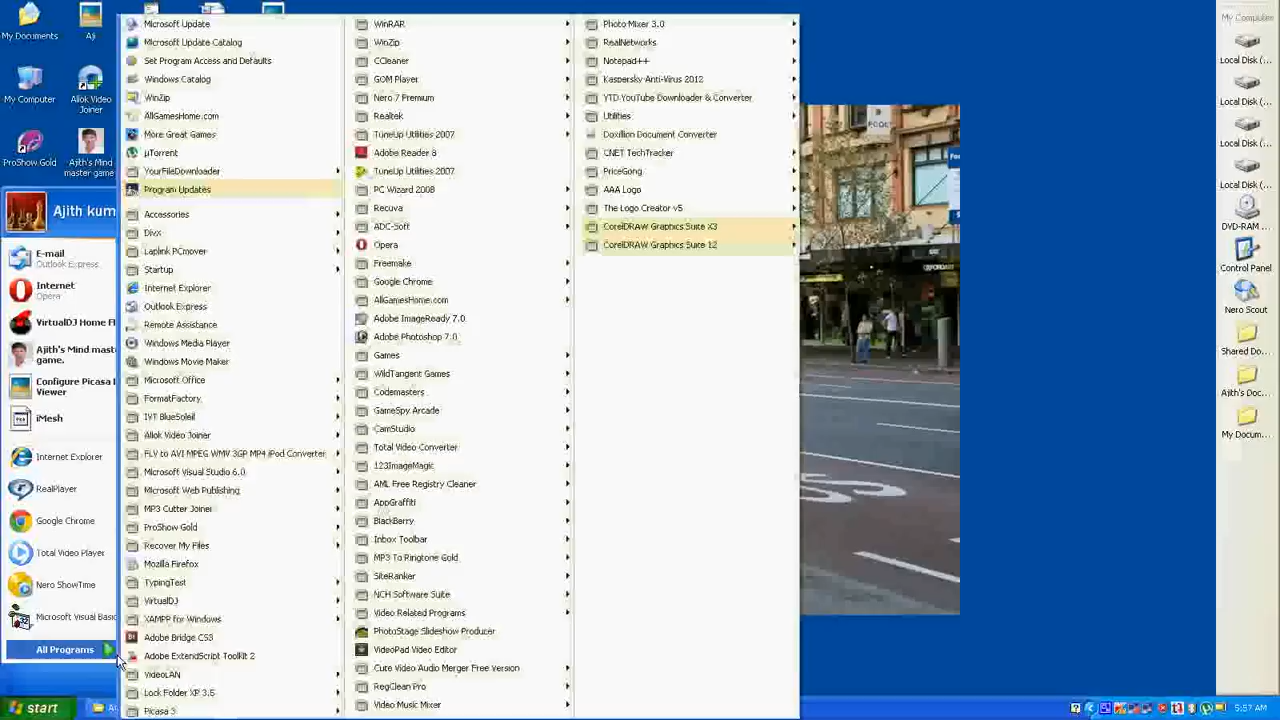 My Documents
Aji
My Computer
Allok Video
Joiner
ProShow Gold
Ajith's Mind
master game
Ajith kum
E-mail
Outlook Express
Internet
Opera
VirtualDJ Home F
Ajith's Mind mast
game.
Configure Picasa
Viewer
iMesh
Internet Explorer
RealPlayer
Google Chrome
Total Video Player
Nero ShowTime
Microsoft Visual Basi
All Programs
start
Microsoft Update
Microsoft Update Catalog
Set Program Access and Defaults
Windows Catalog
WinZip
AllGamesHome.com
More Great Games
µTorrent
YourFileDownloader
Program Updates
Accessories
Divx
Laplink PCmover
Startup
Internet Explorer
Outlook Express
Remote Assistance
Windows Media Player
Windows Movie Maker
Microsoft Office
FormatFactory
IVT BlueSoleil
Allok Video Joiner
FLV to AVI MPEG WMV 3GP MP4 iPod Converter
Microsoft Visual Studio 6.0
Microsoft Web Publishing
MP3 Cutter Joiner
ProShow Gold
Recover My Files
Mozilla Firefox
TypingTest
VirtualDJ
XAMPP for Windows
Adobe Bridge CS3
Adobe ExtendScript Toolkit 2
VideoLAN
Lock Folder XP 3.6
Picasa 3
WinRAR
WinZip
CCleaner
GOM Player
Nero 7 Premium
Realtek
TuneUp Utilities 2007
Adobe Reader 8
TuneUp Utilities 2007
PC Wizard 2008
Recuva
ADC-Soft
Opera
Freemake
Google Chrome
AllGamesHome.com
Adobe ImageReady 7.0
Adobe Photoshop 7.0
Games
WildTangent Games
Codemasters
GameSpy Arcade
CamStudio
Total Video Converter
123ImageMagic
AML Free Registry Cleaner
AppGraffiti
BlackBerry
Inbox Toolbar
MP3 To Ringtone Gold
SiteRanker
NCH Software Suite
Video Related Programs
PhotoStage Slideshow Producer
VideoPad Video Editor
Cute Video Audio Merger Free Version
RegClean Pro
Video Music Mixer
Photo Mixer 3.0
RealNetworks
Notepad++
Kaspersky Anti-Virus 2012
YTD YouTube Downloader & Converter
Utilities
Doxillion Document Converter
CNET TechTracker
PriceGong
AAA Logo
The Logo Creator v5
CorelDRAW Graphics Suite X3
CorelDRAW Graphics Suite 12
My Computer
Local Disk (...
Local Disk (...
Local Disk (...
Local Disk (...
DVD-RAM ...
Control Panel
Nero Scout
Shared Do...
Ajith's Doc...
My Docum...
5:57 AM